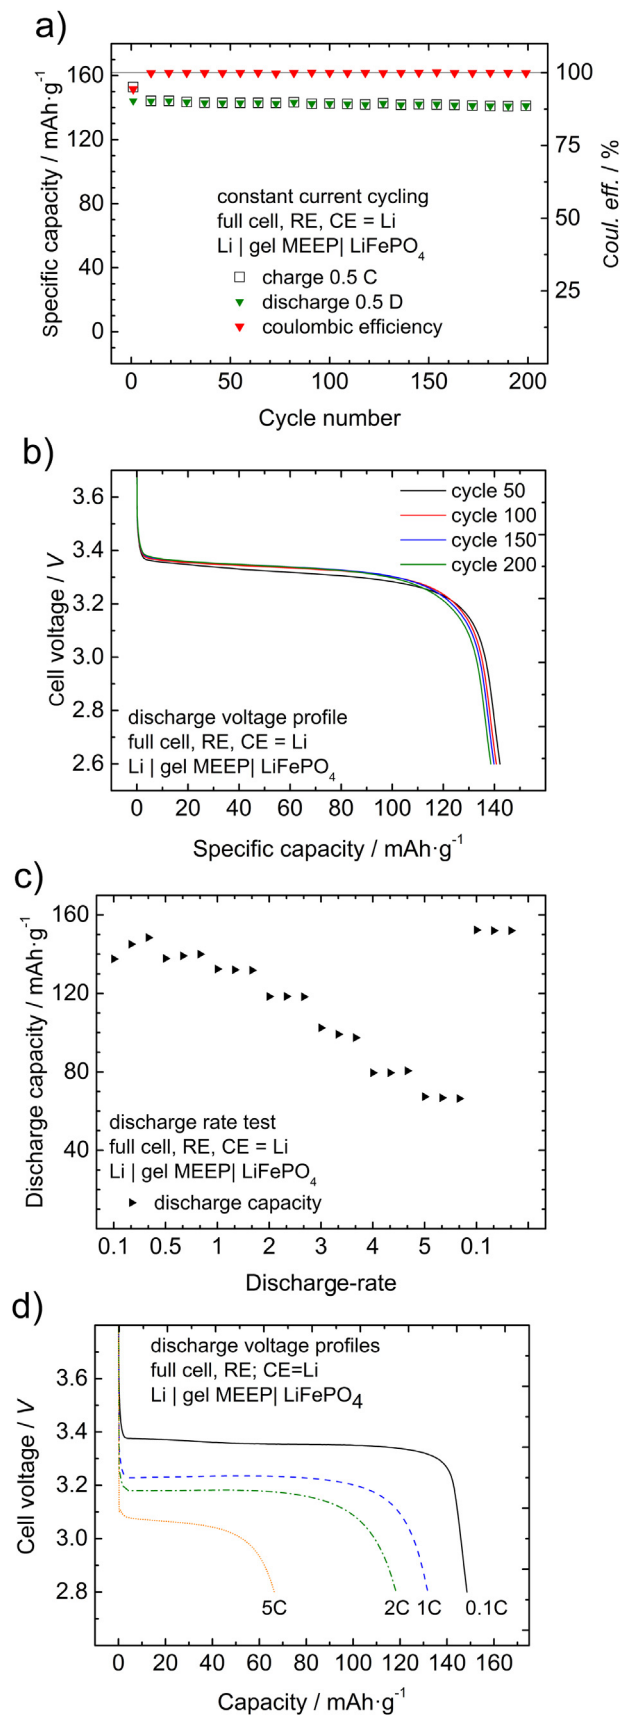 a)
160
120
80
40
0
Specific capacity / mAh·g-1
100
75
50
25
Coul. eff. / %
constant current cycling
full cell, RE, CE = Li
Li | gel MEEP| LiFePO4
charge 0.5 C
discharge 0.5 D
coulombic efficiency
0 50 100 150 200
Cycle number
b)
3.6
3.4
3.2
3.0
2.8
2.6
Cell voltage / V
cycle 50
cycle 100
cycle 150
cycle 200
discharge voltage profile
full cell, RE, CE = Li
Li | gel MEEP| LiFePO4
0 20 40 60 80 100 120 140
Specific capacity / mAh·g-1
c)
160
120
80
40
Discharge capacity / mAh·g-1
discharge rate test
full cell, RE, CE = Li
Li | gel MEEP| LiFePO4
discharge capacity
0.1 0.5 1 2 3 4 5 0.1
Discharge-rate
d)
3.6
3.4
3.2
3.0
2.8
Cell voltage / V
discharge voltage profiles
full cell, RE; CE=Li
Li | gel MEEP| LiFePO4
5C 2C 1C 0.1C
0 20 40 60 80 100 120 140 160
Capacity / mAh·g-1